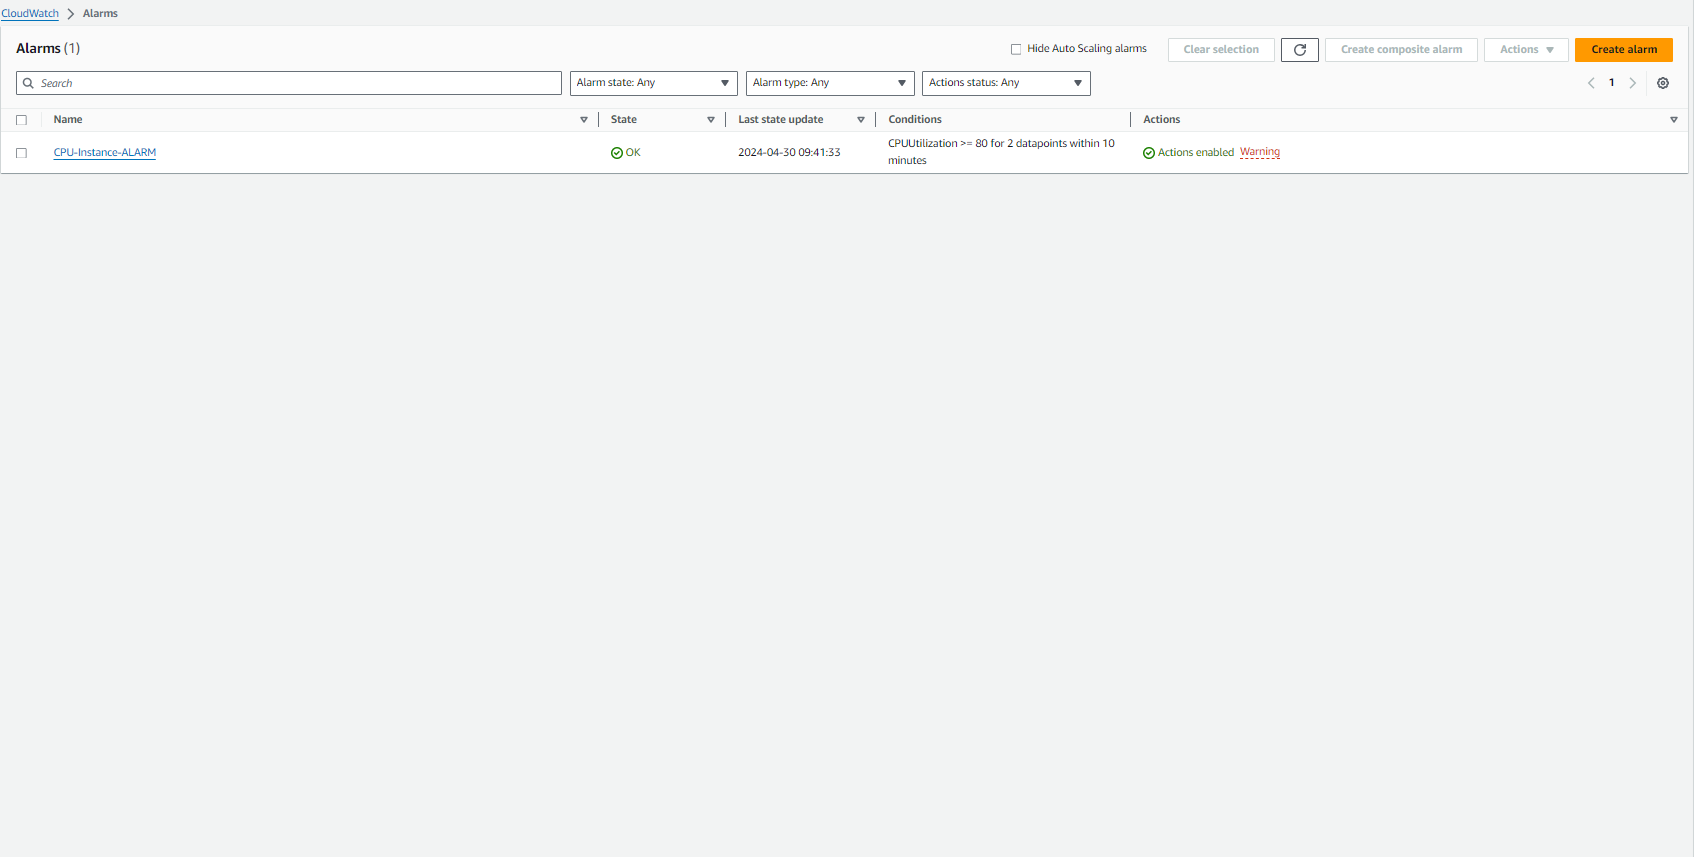 CloudWatch > Alarms
Alarms (1)
Hide Auto Scaling alarms
Clear selection
Create composite alarm
Actions
Create alarm
Search
Alarm state: Any
Alarm type: Any
Actions status: Any
1
Name State Last state update Conditions Actions
CPU-Instance-ALARM
OK
2024-04-30 09:41:33
CPUUtilization >= 80 for 2 datapoints within 10
minutes
Actions enabled Warning